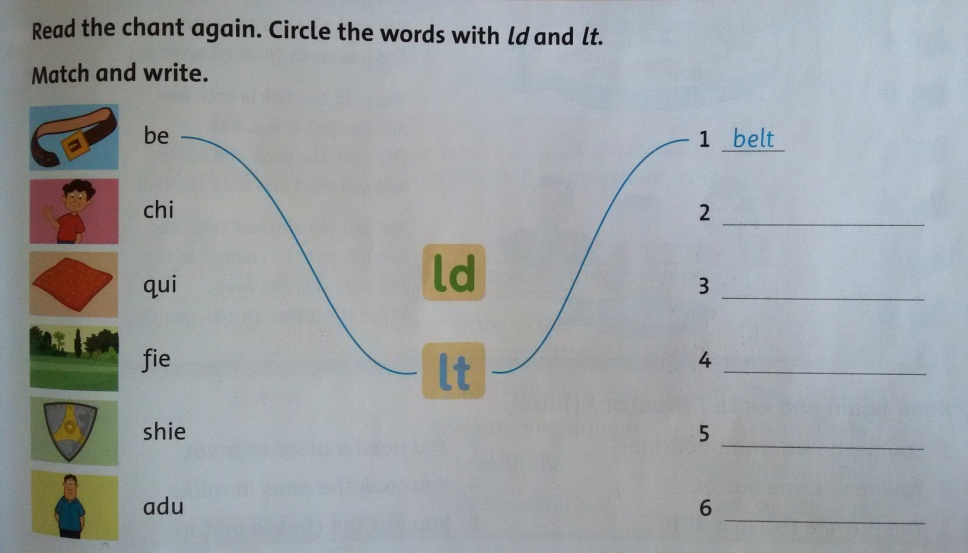 Read the chant again. Circle the words with ld and lt.
Match and write.
be
1 belt
chi
2
ld
qui
3
fie
lt
4
shie
5
adu
6